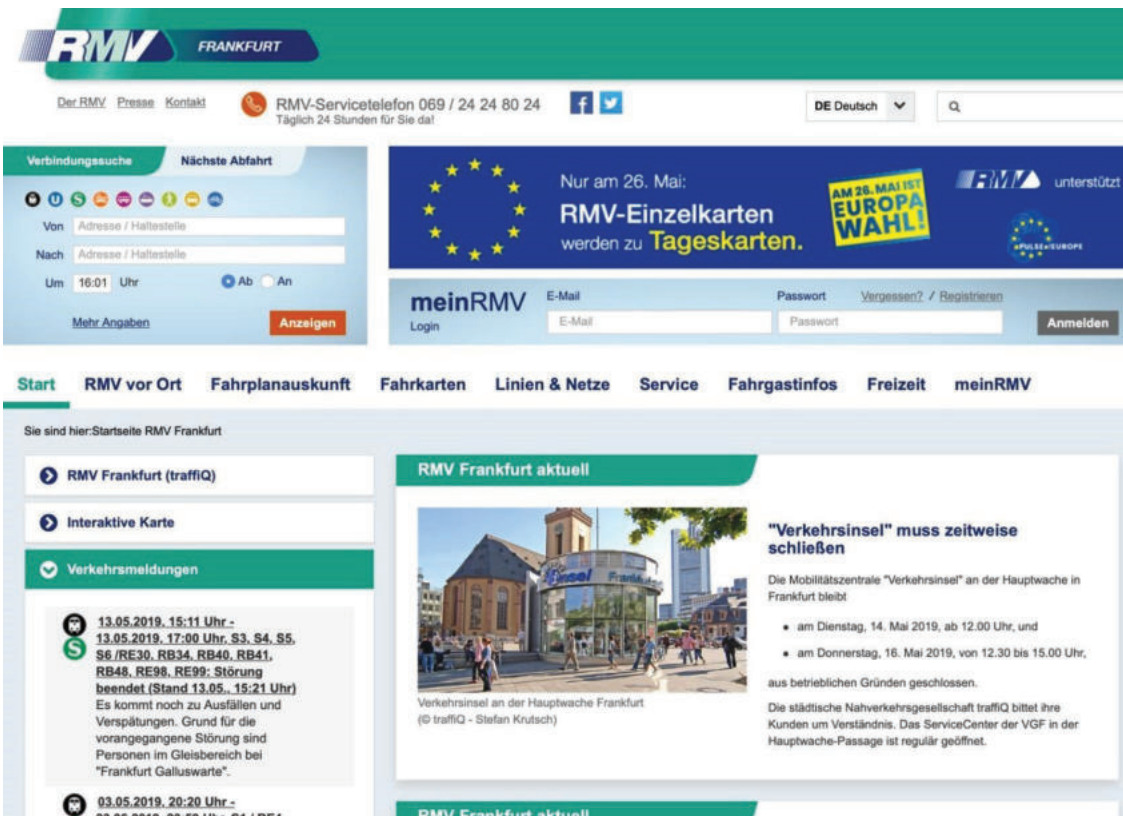 RMV FRANKFURT
Der RMV Presse Kontakt
RMV-Servicetelefon 069 / 24 24 80 24
Täglich 24 Stunden für Sie da!
DE Deutsch
Verbindungssuche Nächste Abfahrt
Von Adresse / Haltestelle
Nach Adresse / Haltestelle
Um 16:01 Uhr Ab An
Mehr Angaben Anzeigen
Nur am 26. Mai:
RMV-Einzelkarten
werden zu Tageskarten.
AM 26. MAI IST
EUROPA
WAHL!
RMV unterstützt
#PULSEofEUROPE
meinRMV
Login
E-Mail
E-Mail
Passwort Vergessen? / Registrieren
Passwort
Anmelden
Start RMV vor Ort Fahrplanauskunft Fahrkarten Linien & Netze Service Fahrgastinfos Freizeit meinRMV
Sie sind hier:Startseite RMV Frankfurt
RMV Frankfurt (traffiQ)
Interaktive Karte
Verkehrsmeldungen
13.05.2019, 15:11 Uhr -
13.05.2019, 17:00 Uhr, S3, S4, S5,
S6 /RE30, RB34, RB40, RB41,
RB48, RE98, RE99: Störung
beendet (Stand 13.05., 15:21 Uhr)
Es kommt noch zu Ausfällen und
Verspätungen. Grund für die
vorangegangene Störung sind
Personen im Gleisbereich bei
"Frankfurt Galluswarte".
03.05.2019, 20:20 Uhr -
RMV Frankfurt aktuell
insel Frankfurt
Verkehrsinsel an der Hauptwache Frankfurt
(© traffiQ - Stefan Krutsch)
"Verkehrsinsel" muss zeitweise
schließen
Die Mobilitätszentrale "Verkehrsinsel" an der Hauptwache in
Frankfurt bleibt
• am Dienstag, 14. Mai 2019, ab 12.00 Uhr, und
• am Donnerstag, 16. Mai 2019, von 12.30 bis 15.00 Uhr,
aus betrieblichen Gründen geschlossen.
Die städtische Nahverkehrsgesellschaft traffiQ bittet ihre
Kunden um Verständnis. Das ServiceCenter der VGF in der
Hauptwache-Passage ist regulär geöffnet.
RMV Frankfurt aktuell